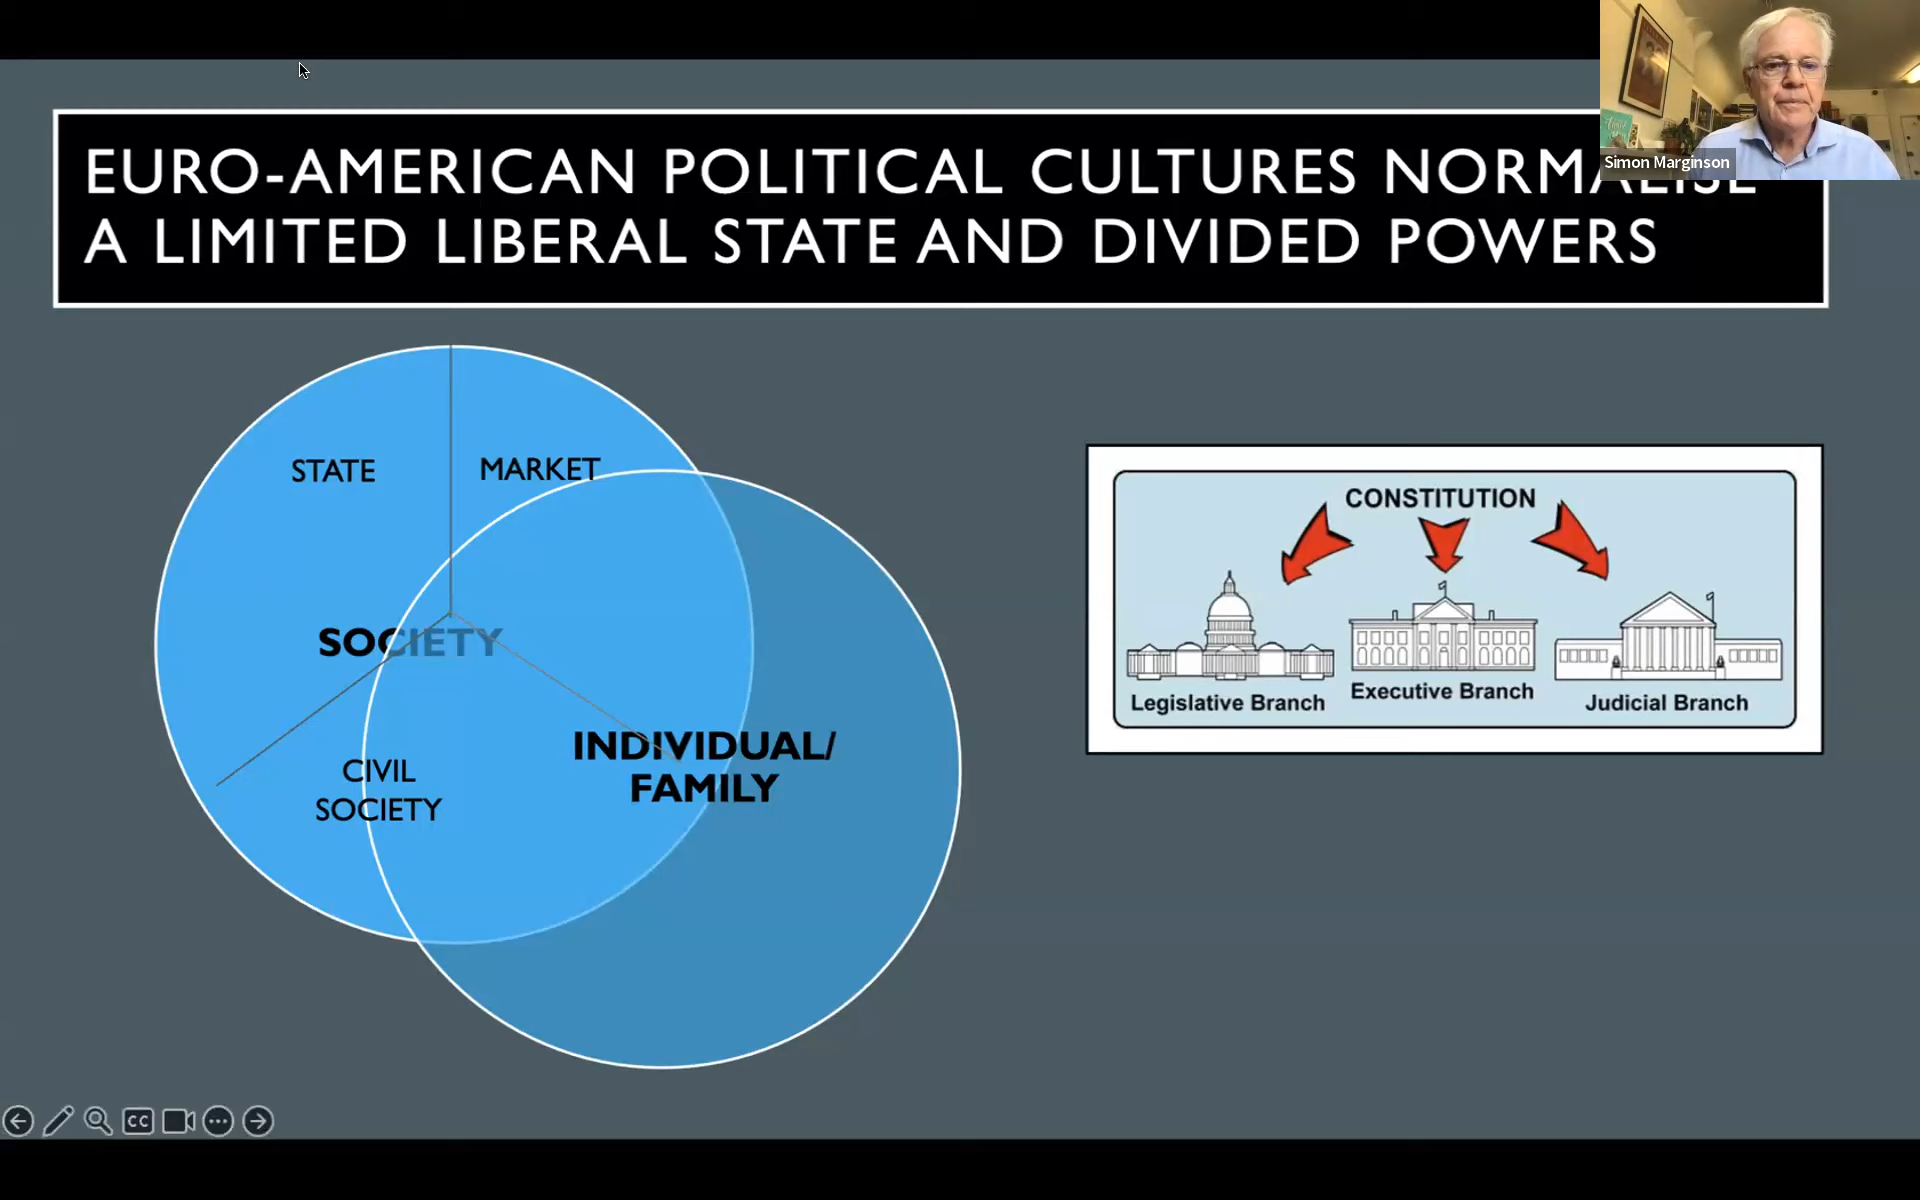 EURO-AMERICAN POLITICAL CULTURES NORMALISE
A LIMITED LIBERAL STATE AND DIVIDED POWERS
Simon Marginson
STATE
MARKET
SOCIETY
INDIVIDUAL/
FAMILY
CIVIL
SOCIETY
CONSTITUTION
Legislative Branch
Executive Branch
Judicial Branch
CC